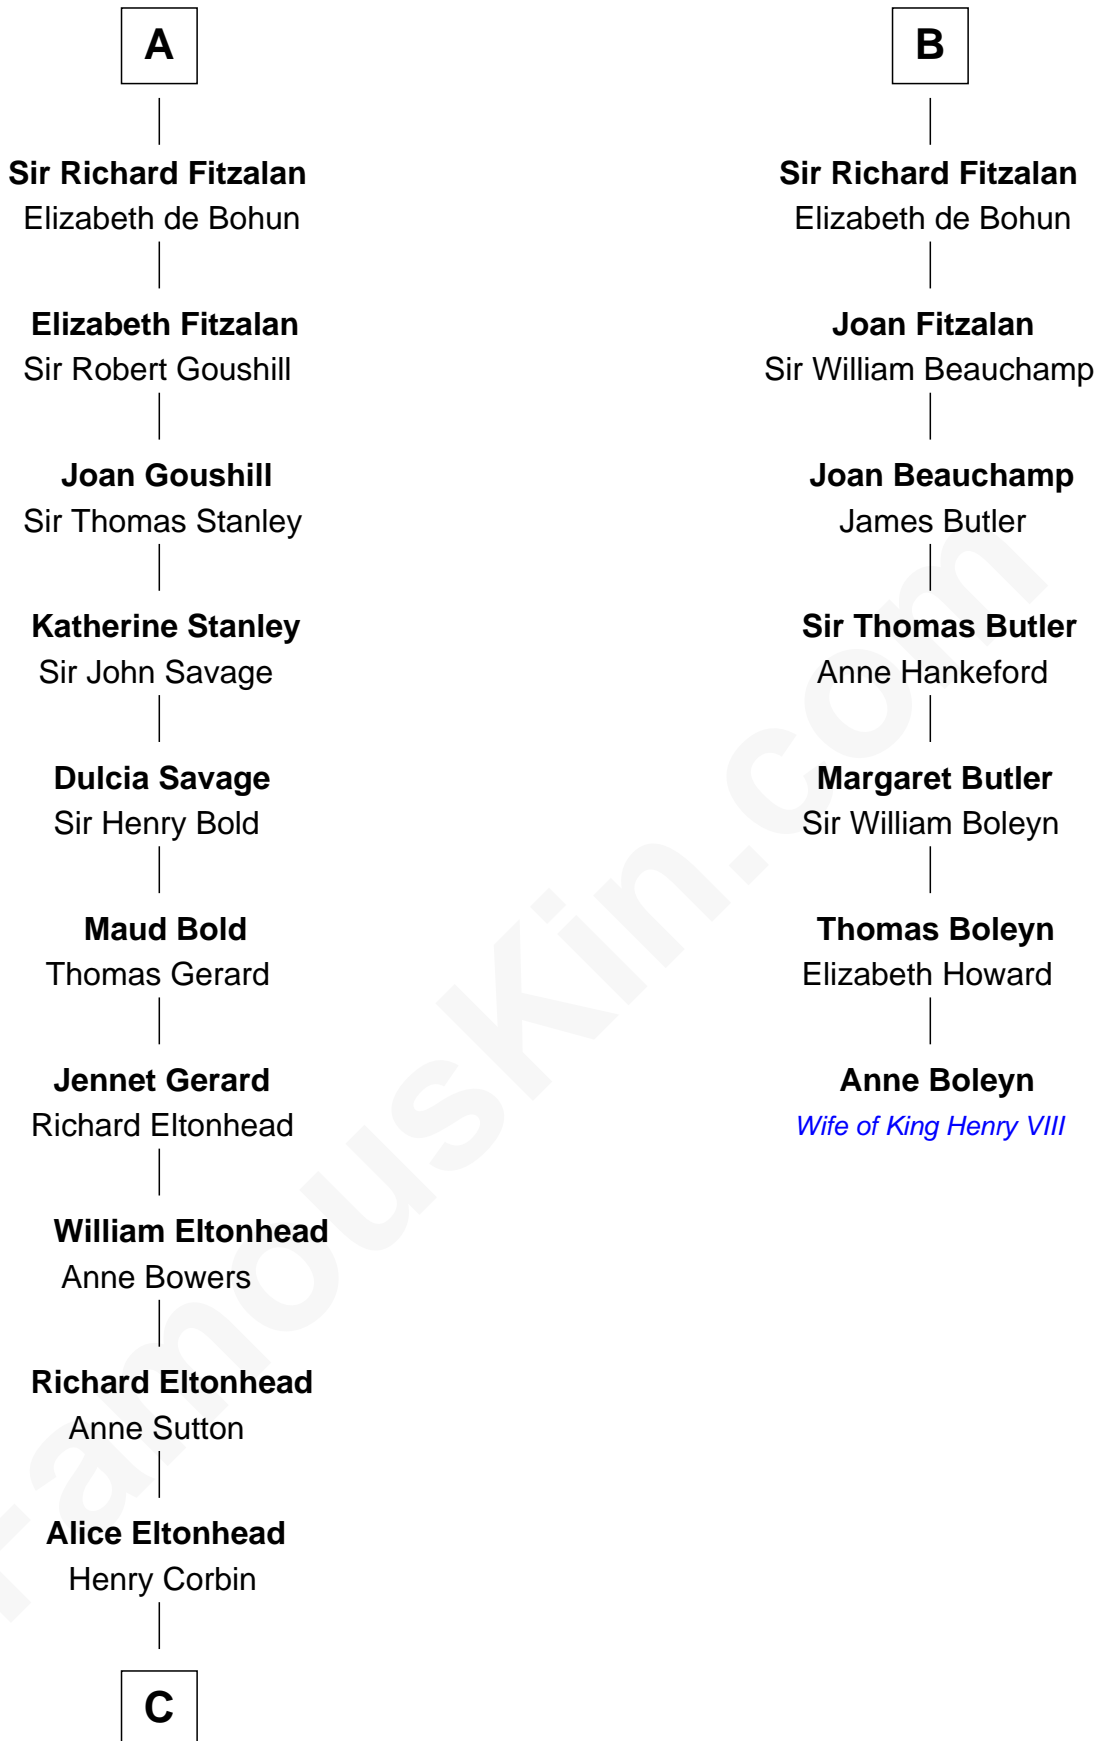 A
Sir Richard Fitzalan
Elizabeth de Bohun
Elizabeth Fitzalan
Sir Robert Goushill
Joan Goushill
Sir Thomas Stanley
Katherine Stanley
Sir John Savage
Dulcia Savage
Sir Henry Bold
Maud Bold
Thomas Gerard
Jennet Gerard
Richard Eltonhead
William Eltonhead
Anne Bowers
Richard Eltonhead
Anne Sutton
Alice Eltonhead
Henry Corbin
C
B
Sir Richard Fitzalan
Elizabeth de Bohun
Joan Fitzalan
Sir William Beauchamp
Joan Beauchamp
James Butler
Sir Thomas Butler
Anne Hankeford
Margaret Butler
Sir William Boleyn
Thomas Boleyn
Elizabeth Howard
Anne Boleyn
Wife of King Henry VIII
FamousKin.com